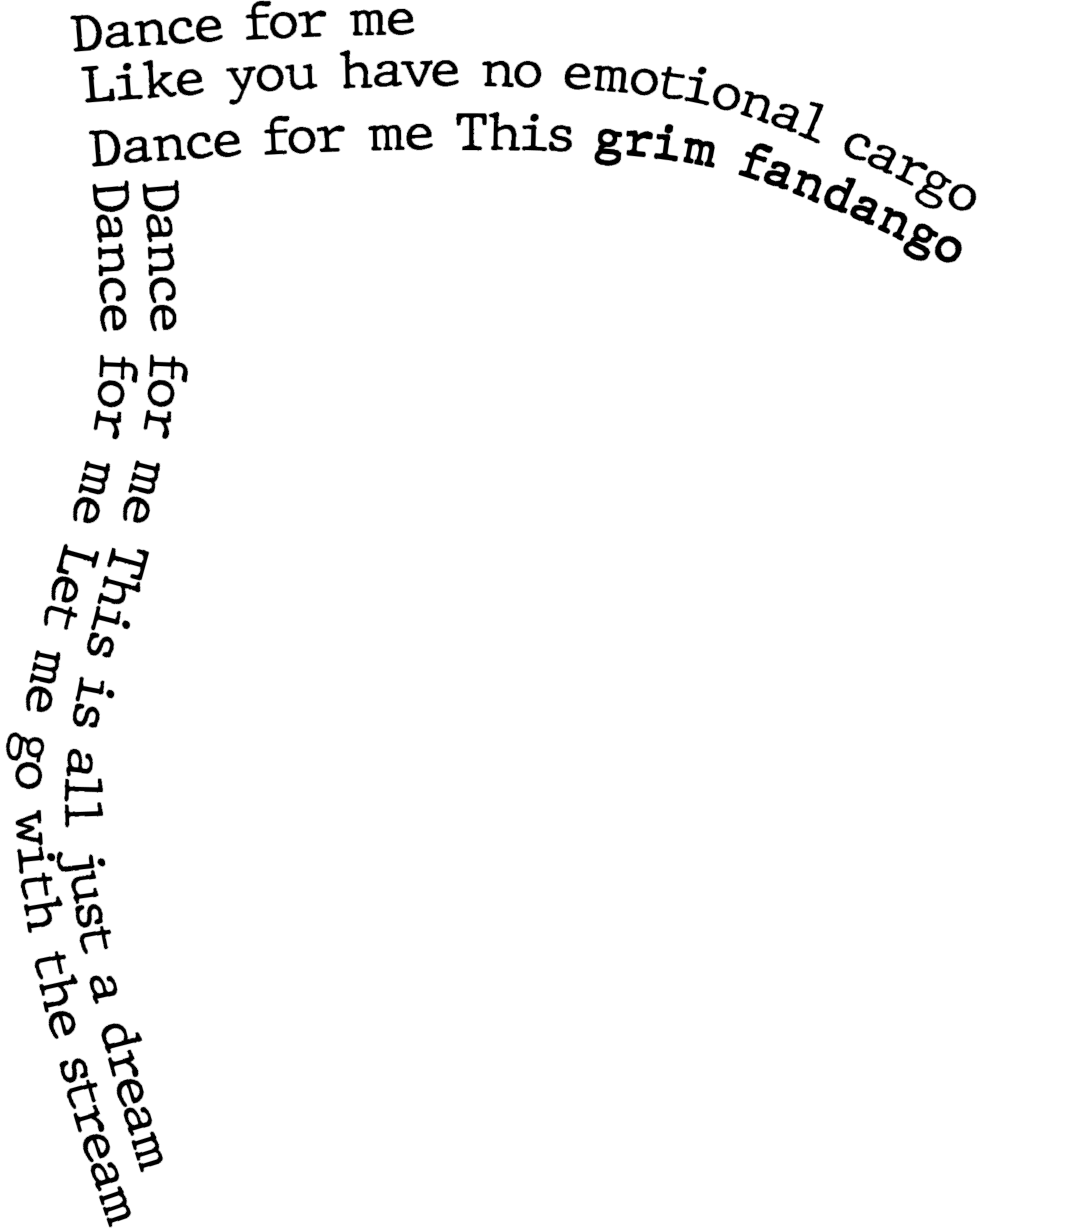 Dance for me
Like you have no emotional cargo
Dance for me This grim fandango
Dance for me This is all just a dream
Dance for me Let me go with the stream